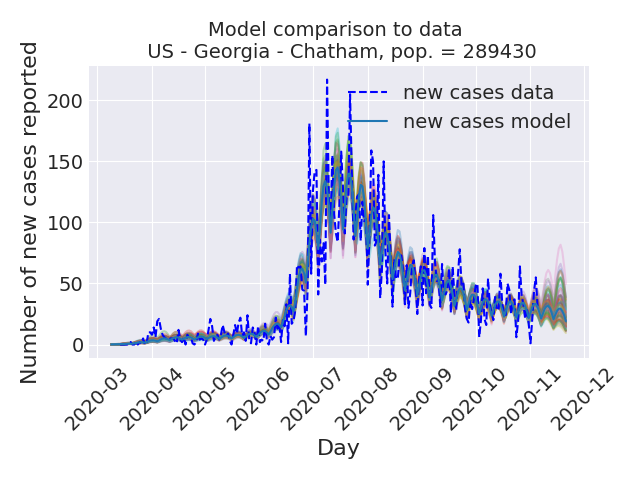 Model comparison to data
US - Georgia - Chatham, pop. = 289430
Number of new cases reported
200
150
100
50
0
new cases data
new cases model
2020-03
2020-04
2020-05
2020-06
2020-07
2020-08
2020-09
2020-10
2020-11
2020-12
Day